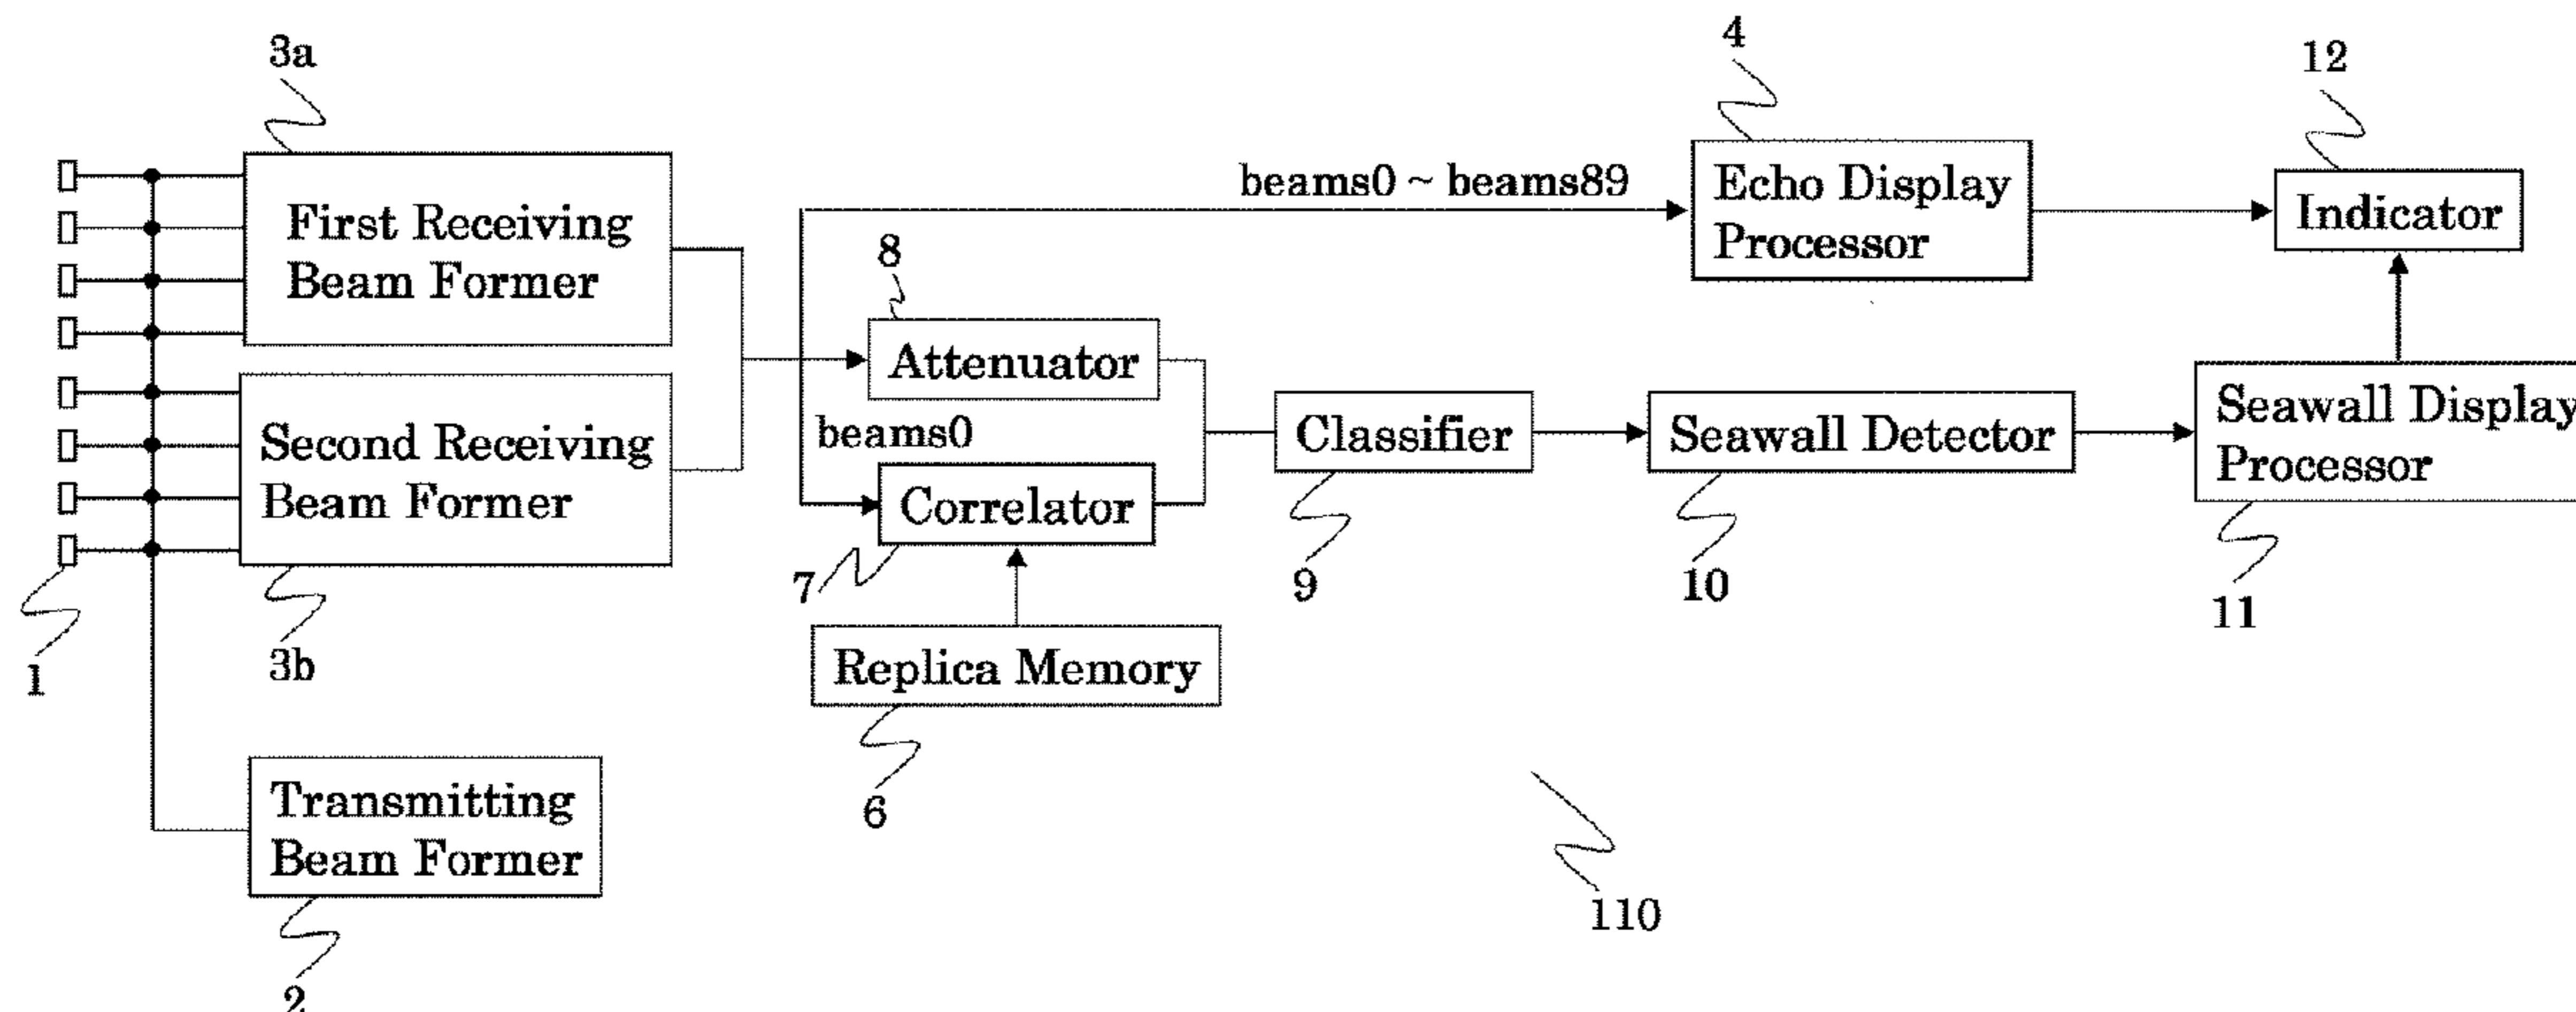 3a
4
12
First Receiving
Beam Former
beams0 ~ beams89
Echo Display
Processor
Indicator
8
Attenuator
beams0
Second Receiving
Beam Former
Correlator
Classifier
Seawall Detector
Seawall Display
Processor
7
9
10
11
1
3b
Replica Memory
6
Transmitting
Beam Former
2
110